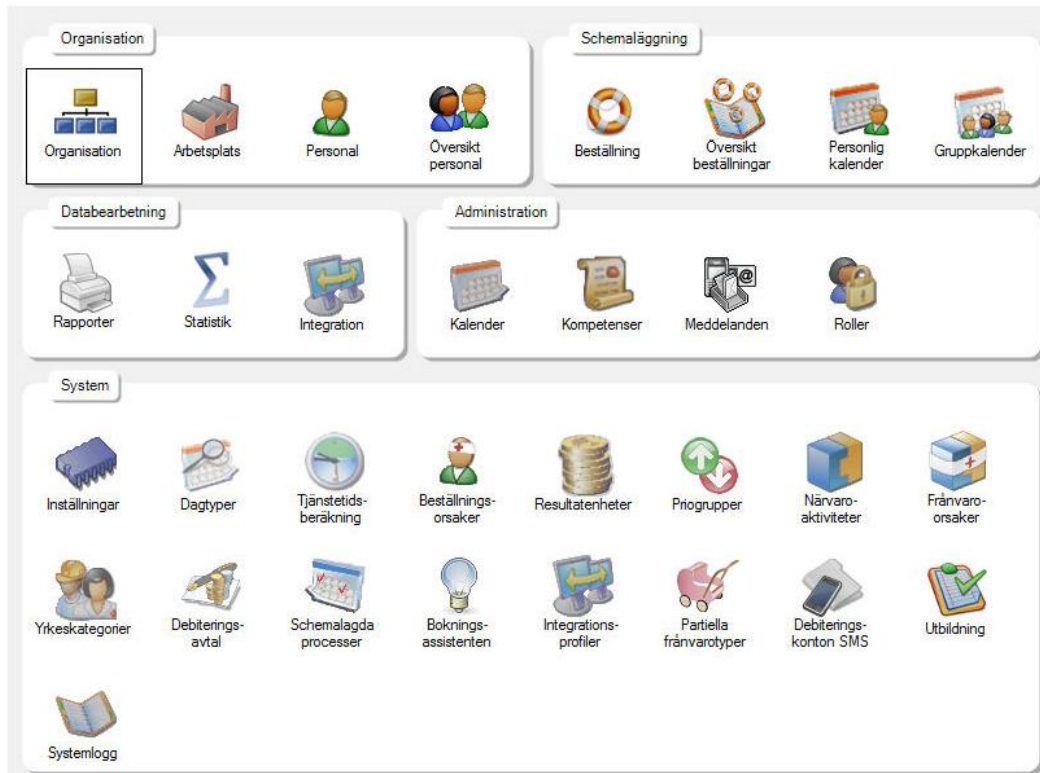 Organisation
Organisation
Arbetsplats
Personal
Översikt
personal
Schemaläggning
Beställning
Översikt
beställningar
Personlig
kalender
Gruppkalender
Databearbetning
Rapporter
Statistik
Integration
Administration
Kalender
Kompetenser
@
Meddelanden
Roller
System
Inställningar
Dagtyper
Tjänstetids-
beräkning
Beställnings-
orsaker
Resultatenheter
Priogrupper
Närvaro-
aktiviteter
Frånvaro-
orsaker
Yrkeskategorier
Debiterings-
avtal
Schemalagda
processer
Boknings-
assistenten
Integrations-
profiler
Partiella
frånvarotyper
Debiterings-
konton SMS
Utbildning
Systemlogg